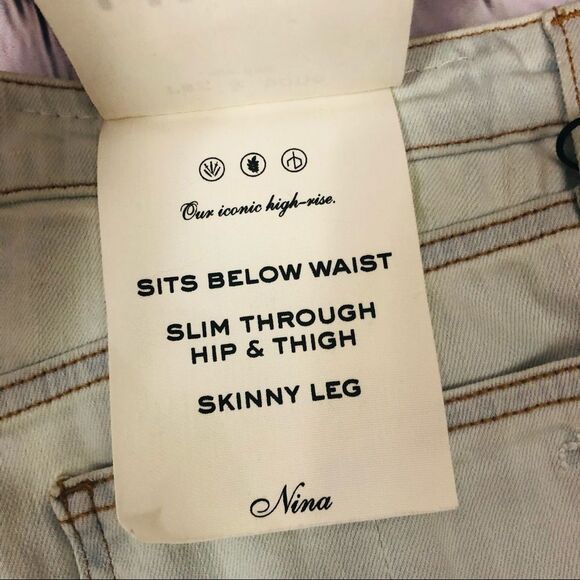 Our iconic high-rise.
SITS BELOW WAIST
SLIM THROUGH
HIP & THIGH
SKINNY LEG
Nina